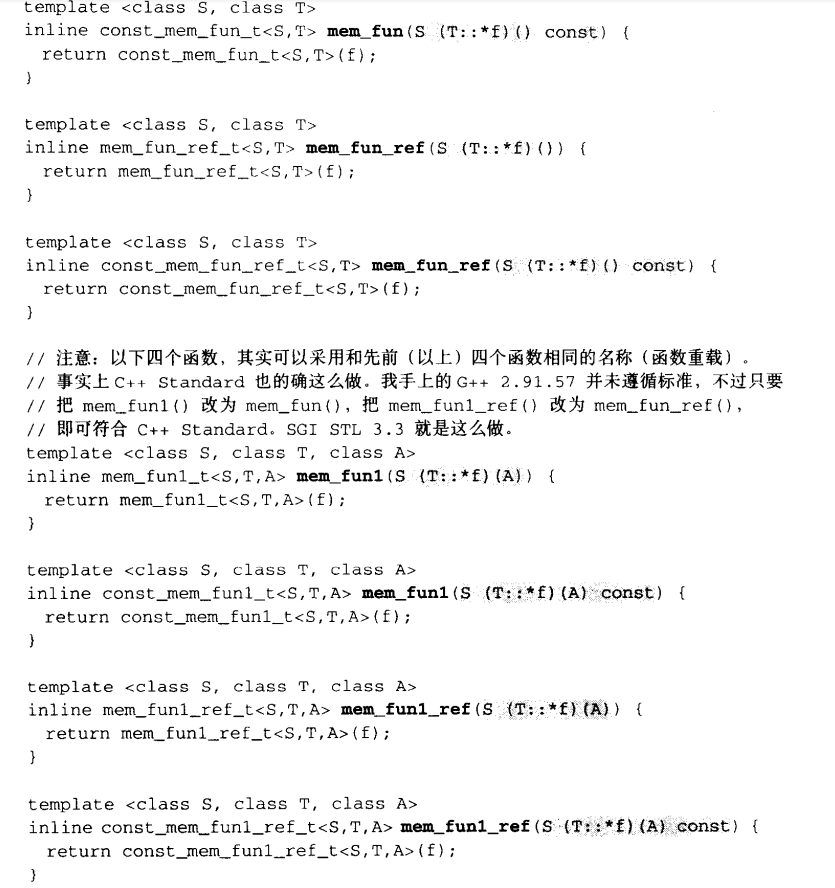 template <class S, class T>
inline const_mem_fun_t<S,T> mem_fun(S (T::*f)() const) {
  return const_mem_fun_t<S,T>(f);
}

template <class S, class T>
inline mem_fun_ref_t<S,T> mem_fun_ref(S (T::*f)()) {
  return mem_fun_ref_t<S,T>(f);
}

template <class S, class T>
inline const_mem_fun_ref_t<S,T> mem_fun_ref(S (T::*f)() const) {
  return const_mem_fun_ref_t<S,T>(f);
}

// 注意：以下四个函数，其实可以采用和先前（以上）四个函数相同的名称（函数重载）。
// 事实上 C++ Standard 也的确这么做。我手上的 G++ 2.91.57 并未遵循标准，不过只要
// 把 mem_fun1() 改为 mem_fun()，把 mem_fun1_ref() 改为 mem_fun_ref()，
// 即可符合 C++ Standard。SGI STL 3.3 就是这么做。
template <class S, class T, class A>
inline mem_fun1_t<S,T,A> mem_fun1(S (T::*f)(A)) {
  return mem_fun1_t<S,T,A>(f);
}

template <class S, class T, class A>
inline const_mem_fun1_t<S,T,A> mem_fun1(S (T::*f)(A) const) {
  return const_mem_fun1_t<S,T,A>(f);
}

template <class S, class T, class A>
inline mem_fun1_ref_t<S,T,A> mem_fun1_ref(S (T::*f)(A)) {
  return mem_fun1_ref_t<S,T,A>(f);
}

template <class S, class T, class A>
inline const_mem_fun1_ref_t<S,T,A> mem_fun1_ref(S (T::*f)(A) const) {
  return const_mem_fun1_ref_t<S,T,A>(f);
}